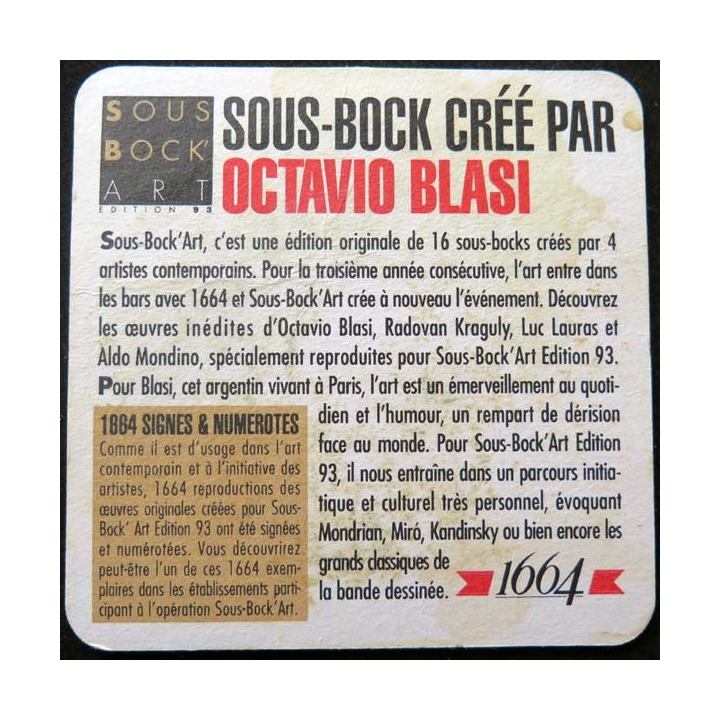 SOUS
BOCK'
ART
EDITION 93
SOUS-BOCK CRÉÉ PAR
OCTAVIO BLASI
Sous-Bock'Art, c'est une édition originale de 16 sous-bocks créés par 4
artistes contemporains. Pour la troisième année consécutive, l'art entre dans
les bars avec 1664 et Sous-Bock'Art crée à nouveau l'événement. Découvrez
les œuvres inédites d'Octavio Blasi, Radovan Kraguly, Luc Lauras et
Aldo Mondino, spécialement reproduites pour Sous-Bock'Art Edition 93.
Pour Blasi, cet argentin vivant à Paris, l'art est un émerveillement au quoti-
dien et l'humour, un rempart de dérision
face au monde. Pour Sous-Bock'Art Edition
93, il nous entraîne dans un parcours initia-
tique et culturel très personnel, évoquant
Mondrian, Miró, Kandinsky ou bien encore les
grands classiques de
la bande dessinée.
1664
1664 SIGNES & NUMEROTES
Comme il est d'usage dans l'art
contemporain et à l'initiative des
artistes, 1664 reproductions des
œuvres originales créées pour Sous-
Bock' Art Edition 93 ont été signées
et numérotées. Vous découvrirez
peut-être l'un de ces 1664 exem-
plaires dans les établissements parti-
cipant à l'opération Sous-Bock'Art.